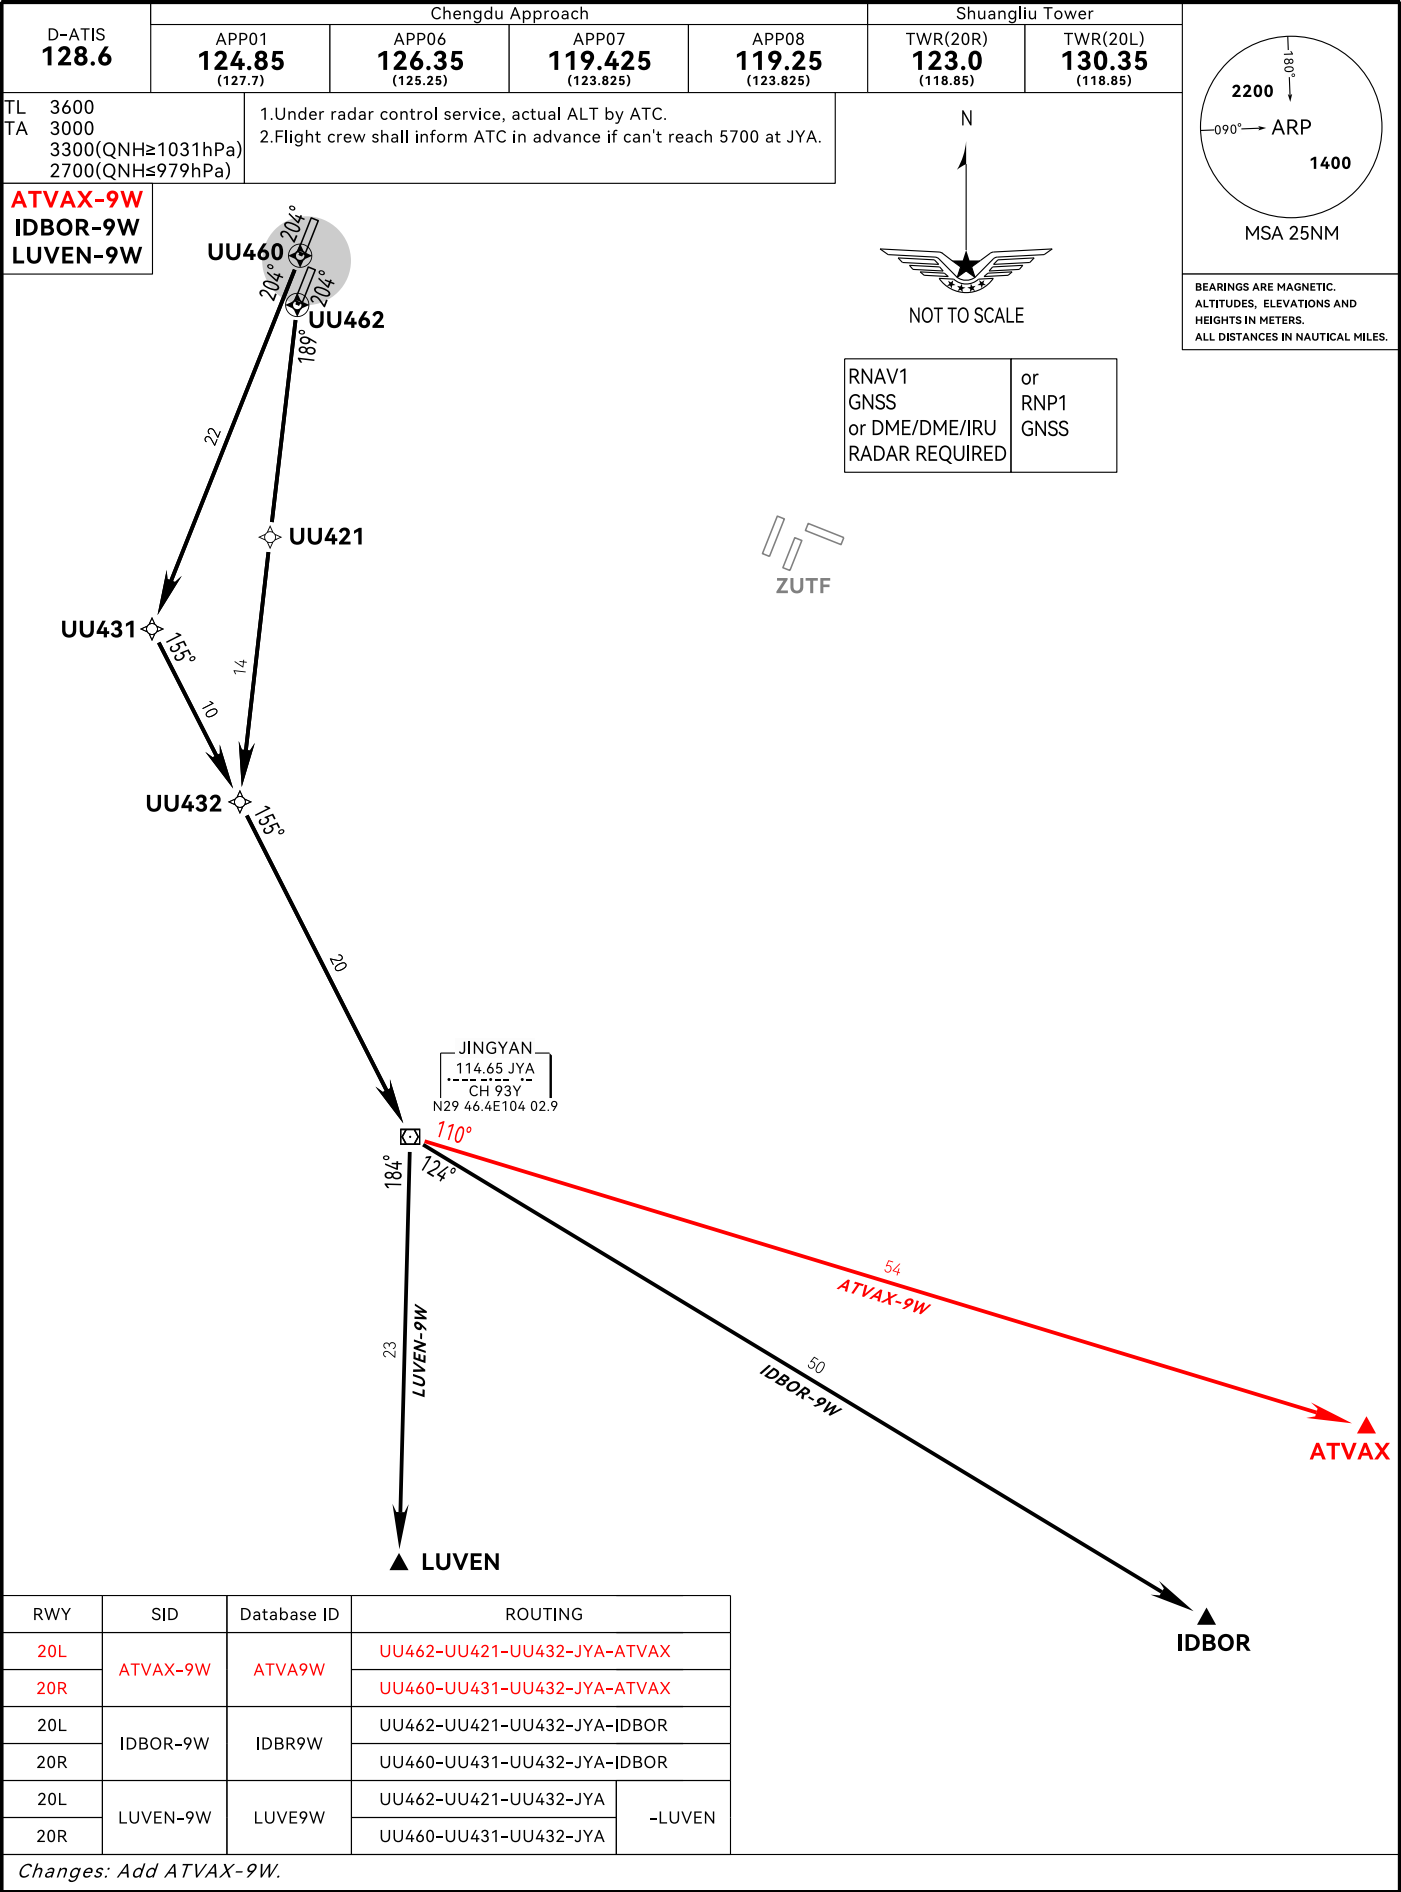 D-ATIS
128.6
Chengdu Approach
APP01
124.85
(127.7)
APP06
126.35
(125.25)
APP07
119.425
(123.825)
APP08
119.25
(123.825)
Shuangliu Tower
TWR(20R)
123.0
(118.85)
TWR(20L)
130.35
(118.85)
TL 3600
TA 3000
3300(QNH≥1031hPa)
2700(QNH≤979hPa)
1.Under radar control service, actual ALT by ATC.
2.Flight crew shall inform ATC in advance if can't reach 5700 at JYA.
180°
2200
090°
ARP
1400
MSA 25NM
BEARINGS ARE MAGNETIC.
ALTITUDES, ELEVATIONS AND
HEIGHTS IN METERS.
ALL DISTANCES IN NAUTICAL MILES.
ATVAX-9W
IDBOR-9W
LUVEN-9W
N
NOT TO SCALE
RNAV1
GNSS
or DME/DME/IRU
RADAR REQUIRED
or
RNP1
GNSS
204°
UU460
204°
204°
UU462
189°
22
UU421
ZUTF
UU431
155°
14
10
UU432
155°
20
JINGYAN
114.65 JYA
CH 93Y
N29 46.4E104 02.9
110°
124°
184°
54
ATVAX-9W
23
LUVEN-9W
50
IDBOR-9W
ATVAX
LUVEN
IDBOR
RWY SID Database ID ROUTING
20L ATVAX-9W ATVA9W UU462-UU421-UU432-JYA-ATVAX
20R UU460-UU431-UU432-JYA-ATVAX
20L IDBOR-9W IDBR9W UU462-UU421-UU432-JYA-IDBOR
20R UU460-UU431-UU432-JYA-IDBOR
20L LUVEN-9W LUVE9W UU462-UU421-UU432-JYA -LUVEN
20R UU460-UU431-UU432-JYA
Changes: Add ATVAX-9W.